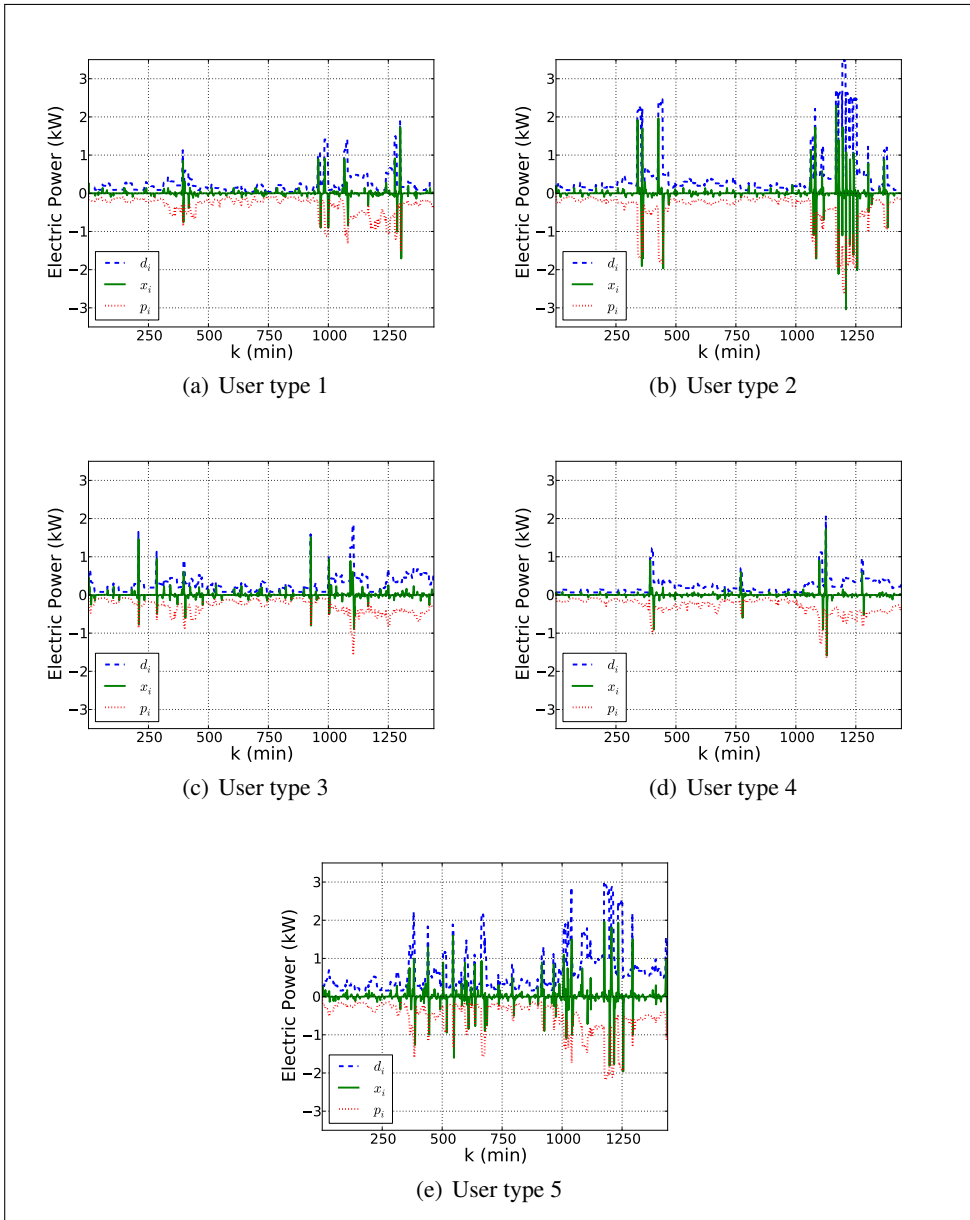 3
2
1
0
−1
−2
−3
Electric Power (kW)
d_i
x_i
p_i
250 500 750 1000 1250
k (min)
(a) User type 1
3
2
1
0
−1
−2
−3
Electric Power (kW)
d_i
x_i
p_i
250 500 750 1000 1250
k (min)
(b) User type 2
3
2
1
0
−1
−2
−3
Electric Power (kW)
d_i
x_i
p_i
250 500 750 1000 1250
k (min)
(c) User type 3
3
2
1
0
−1
−2
−3
Electric Power (kW)
d_i
x_i
p_i
250 500 750 1000 1250
k (min)
(d) User type 4
3
2
1
0
−1
−2
−3
Electric Power (kW)
d_i
x_i
p_i
250 500 750 1000 1250
k (min)
(e) User type 5